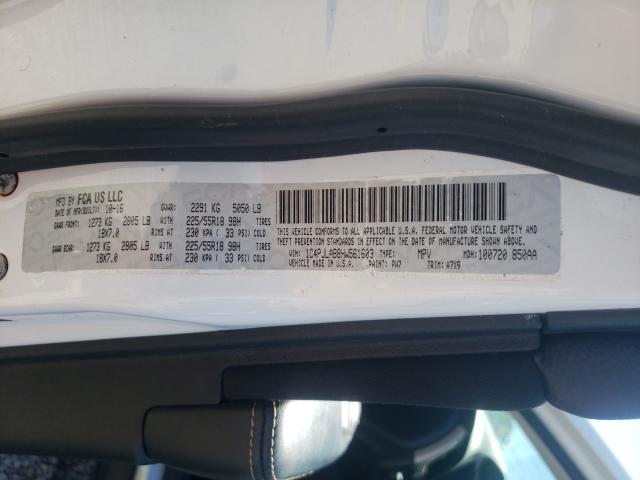 MFD BY FCA US LLC
DATE OF MFR(BUILT): 10-16 GVWR: 2291 KG 5050 LB
GAWR FRONT: 1273 KG 2805 LB WITH 225/55R18 98H TIRES
18X7.0 RIMS AT 230 KPA ( 33 PSI) COLD
GAWR REAR: 1273 KG 2805 LB WITH 225/55R18 98H TIRES
18X7.0 RIMS AT 230 KPA ( 33 PSI) COLD
THIS VEHICLE CONFORMS TO ALL APPLICABLE U.S.A. FEDERAL MOTOR VEHICLE SAFETY AND
THEFT PREVENTION STANDARDS IN EFFECT ON THE DATE OF MANUFACTURE SHOWN ABOVE.
VIN: TYPE: MPV MDH: 100720 850AA
VEHICLE MADE IN U.S.A. PAINT: PW7 TRIM: A7X9